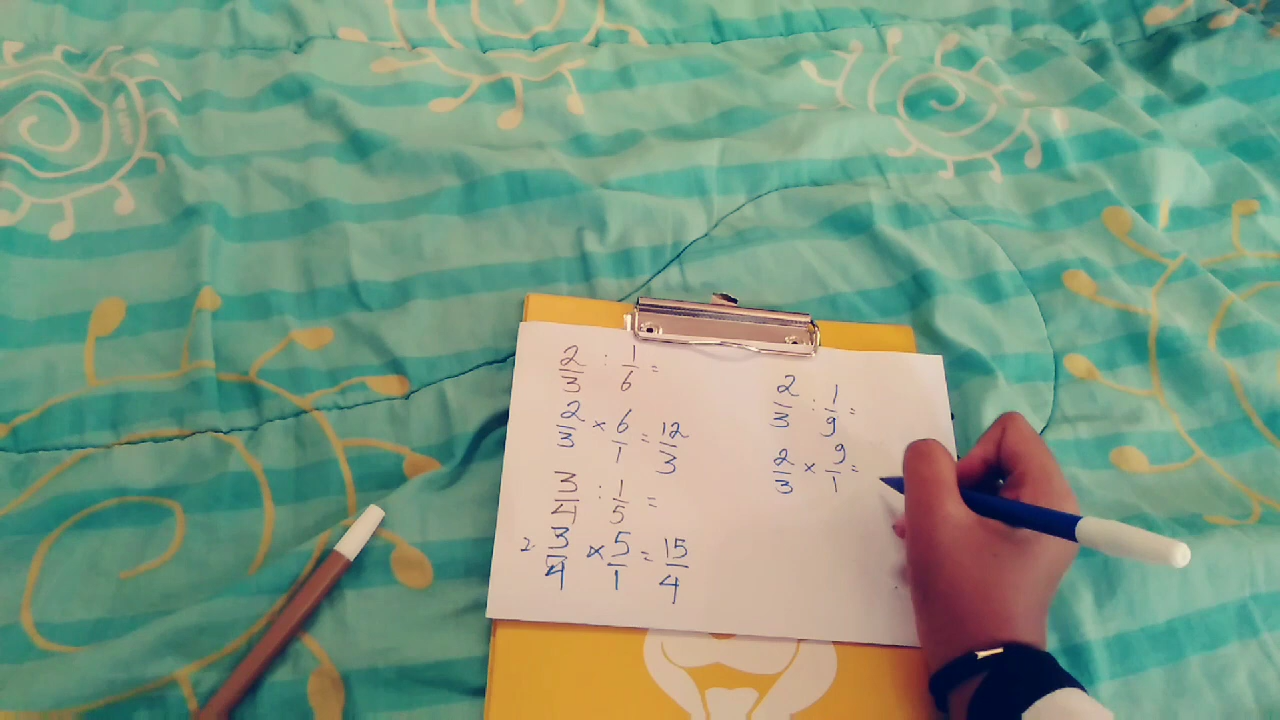 2/3 : 1/6 =
2/3 × 6/1 = 12/3
3/4 : 1/5 =
2 3/4 × 5/1 = 15/4
2/3 : 1/9 =
2/3 × 9/1 =